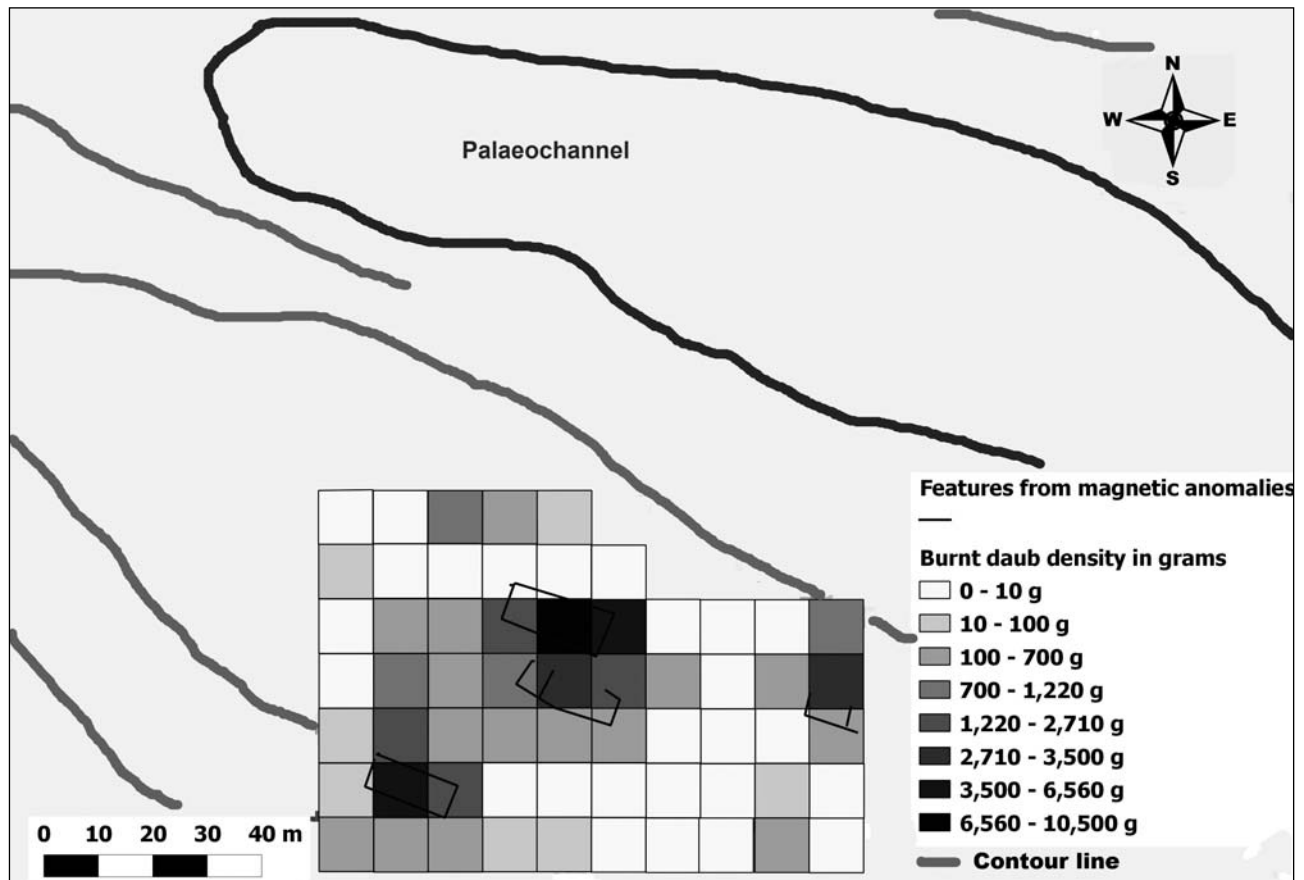 N
W E
S
Palaeochannel
Features from magnetic anomalies
Burnt daub density in grams
0 - 10 g
10 - 100 g
100 - 700 g
700 - 1,220 g
1,220 - 2,710 g
2,710 - 3,500 g
3,500 - 6,560 g
6,560 - 10,500 g
Contour line
0 10 20 30 40 m